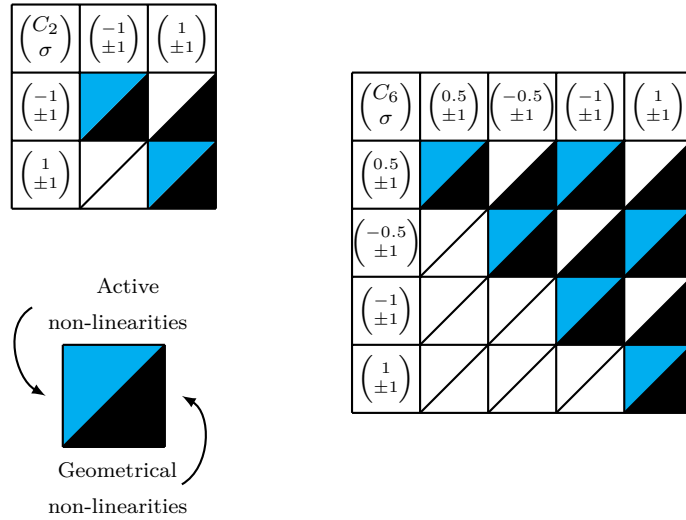 C₂ −1 1
σ ±1 ±1
−1
±1
1
±1
C₆ 0.5 −0.5 −1 1
σ ±1 ±1 ±1 ±1
0.5
±1
−0.5
±1
−1
±1
1
±1
Active
non-linearities
Geometrical
non-linearities